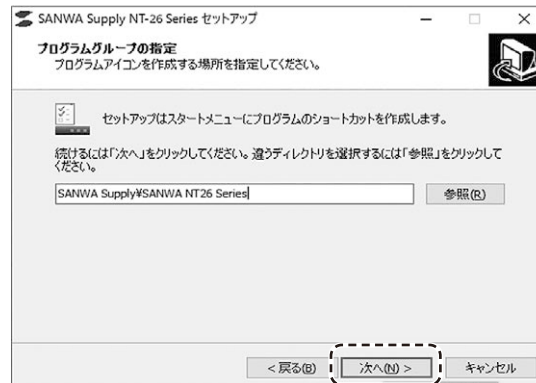 SANWA Supply NT-26 Series セットアップ
プログラムグループの指定
プログラムアイコンを作成する場所を指定してください。
セットアップはスタートメニューにプログラムのショートカットを作成します。
続けるには「次へ」をクリックしてください。違うディレクトリを選択するには「参照」をクリックして
ください。
SANWA Supply¥SANWA NT26 Series
参照(R)
< 戻る(B)
次へ(N) >
キャンセル